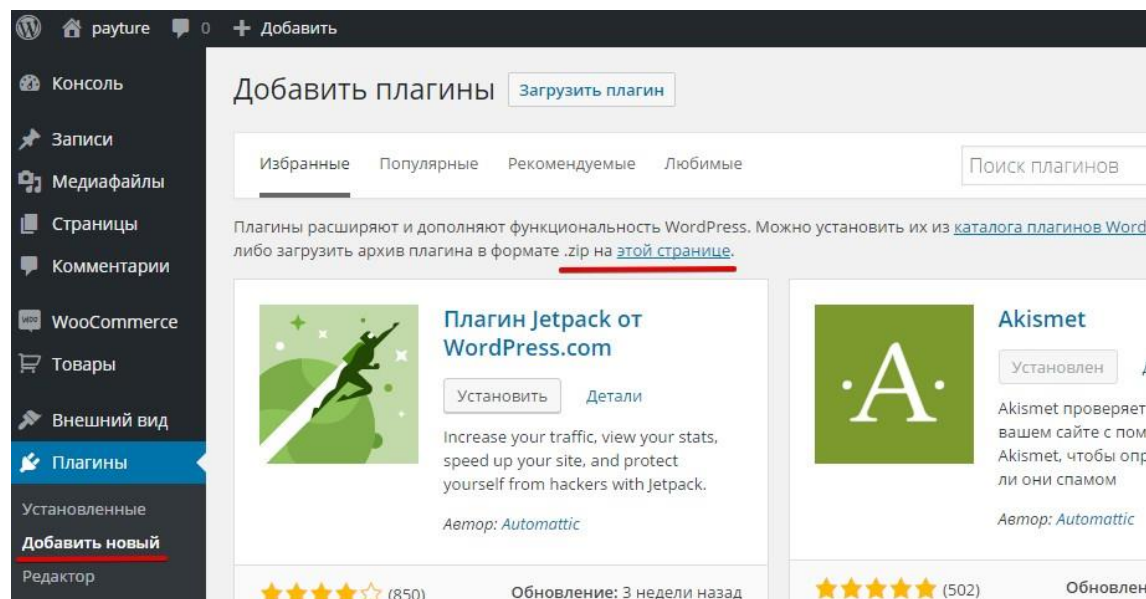 payture 0 Добавить
Консоль
Записи
Медиафайлы
Страницы
Комментарии
WooCommerce
Товары
Внешний вид
Плагины
Установленные
Добавить новый
Редактор
Добавить плагины Загрузить плагин
Избранные Популярные Рекомендуемые Любимые Поиск плагинов
Плагины расширяют и дополняют функциональность WordPress. Можно установить их из каталога плагинов Word
либо загрузить архив плагина в формате .zip на этой странице.
Плагин Jetpack от
WordPress.com
Установить Детали
Increase your traffic, view your stats,
speed up your site, and protect
yourself from hackers with Jetpack.
Автор: Automattic
(850) Обновление: 3 недели назад
·A·
Akismet
Установлен
Akismet проверяет
вашем сайте с пом
Akismet, чтобы опр
ли они спамом
Автор: Automattic
(502) Обновлен